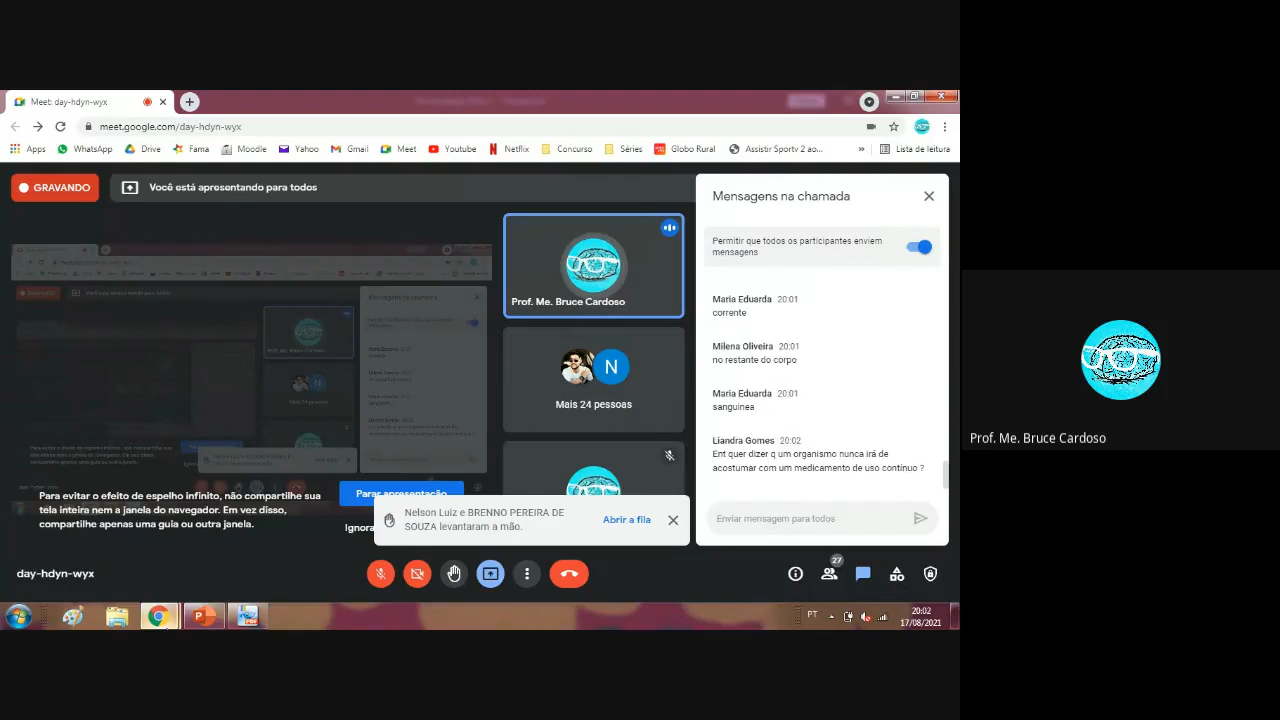 Meet: day-hdyn-wyx
meet.google.com/day-hdyn-wyx
Apps WhatsApp Drive Fama Moodle Yahoo Gmail Meet Youtube Netflix Concurso Séries Globo Rural Assistir Sportv 2 ao... » Lista de leitura
GRAVANDO
Você está apresentando para todos
Prof. Me. Bruce Cardoso
N
Mais 24 pessoas
Para evitar o efeito de espelho infinito, não compartilhe sua
tela inteira nem a janela do navegador. Em vez disso,
compartilhe apenas uma guia ou outra janela.
Parar apresentação
Nelson Luiz e BRENNO PEREIRA DE
SOUZA levantaram a mão.
Abrir a fila
Mensagens na chamada
Permitir que todos os participantes enviem
mensagens
Maria Eduarda 20:01
corrente
Milena Oliveira 20:01
no restante do corpo
Maria Eduarda 20:01
sanguinea
Liandra Gomes 20:02
Ent quer dizer q um organismo nunca irá de
acostumar com um medicamento de uso contínuo ?
Enviar mensagem para todos
day-hdyn-wyx
27
PT
20:02
17/08/2021
Prof. Me. Bruce Cardoso